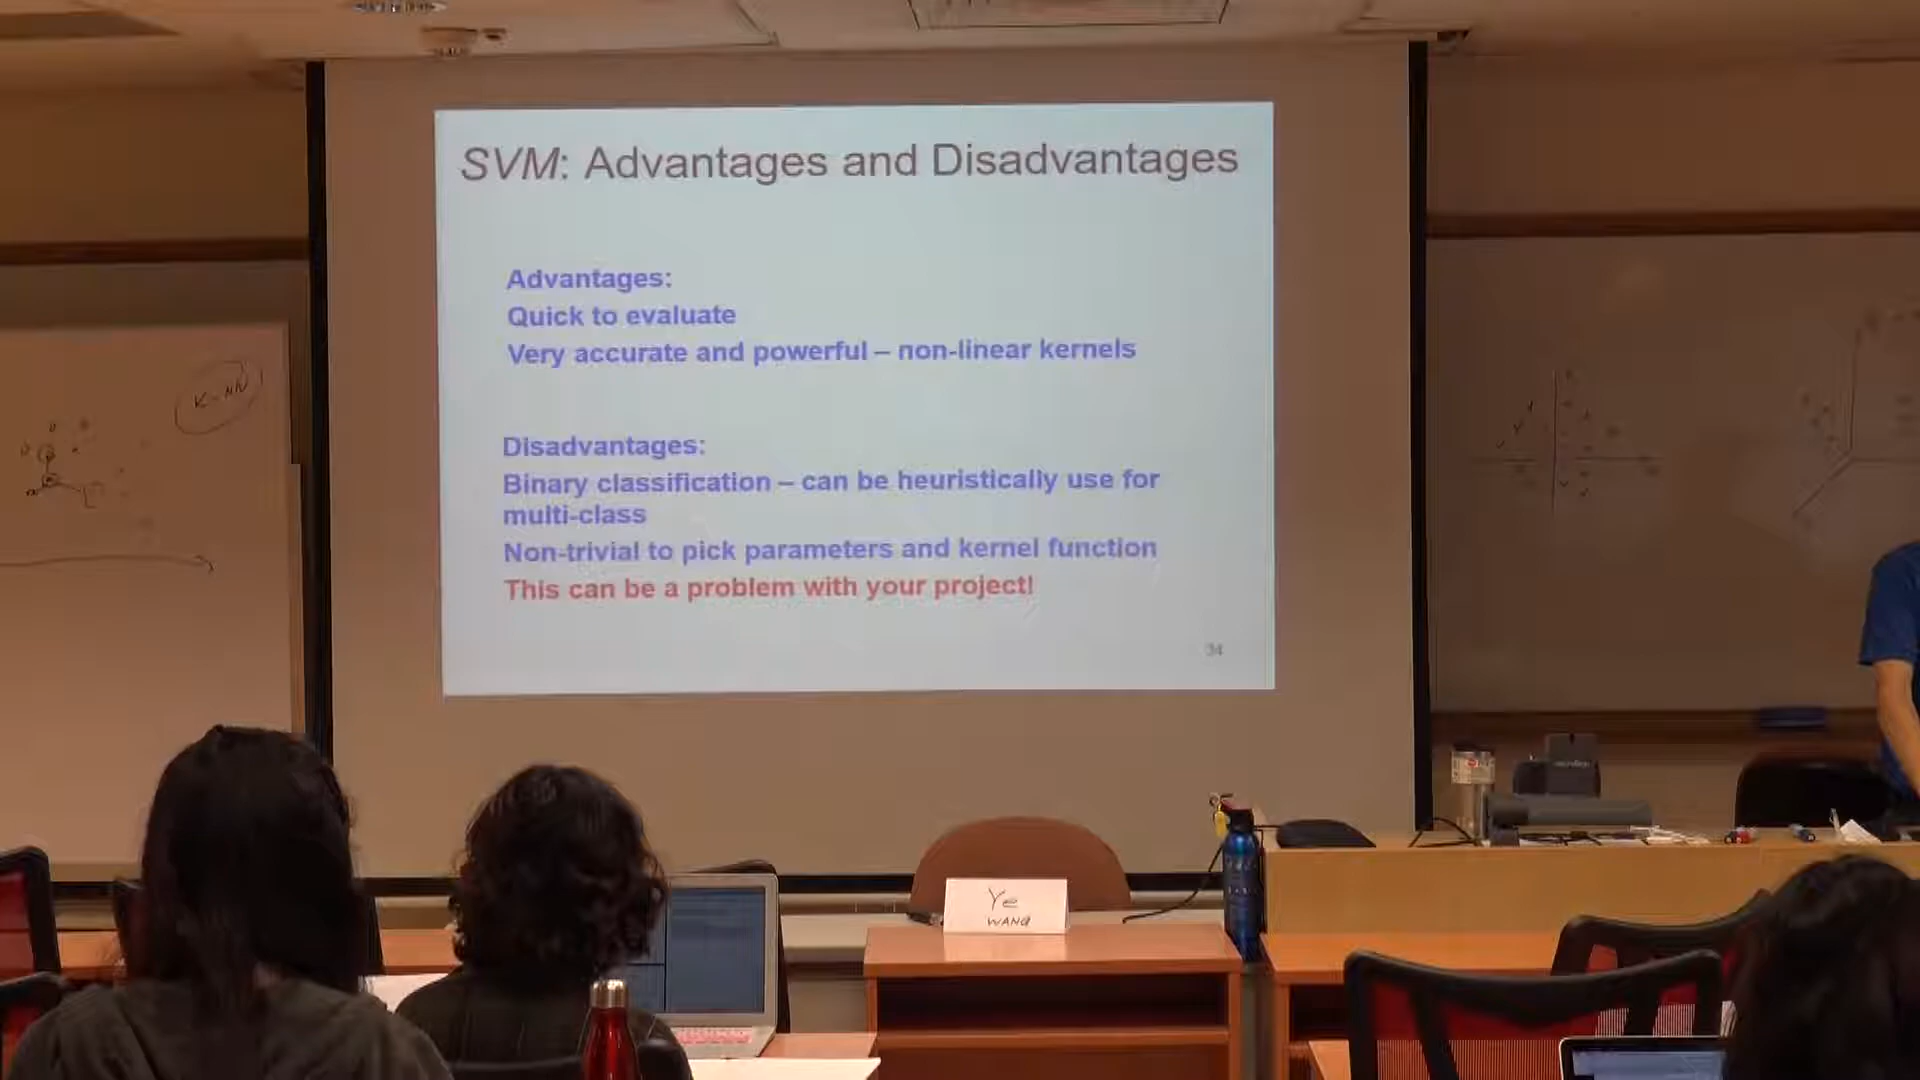 SVM: Advantages and Disadvantages
Advantages:
Quick to evaluate
Very accurate and powerful – non-linear kernels
Disadvantages:
Binary classification – can be heuristically use for
multi-class
Non-trivial to pick parameters and kernel function
This can be a problem with your project!
34
K-NN
Ye
WANG